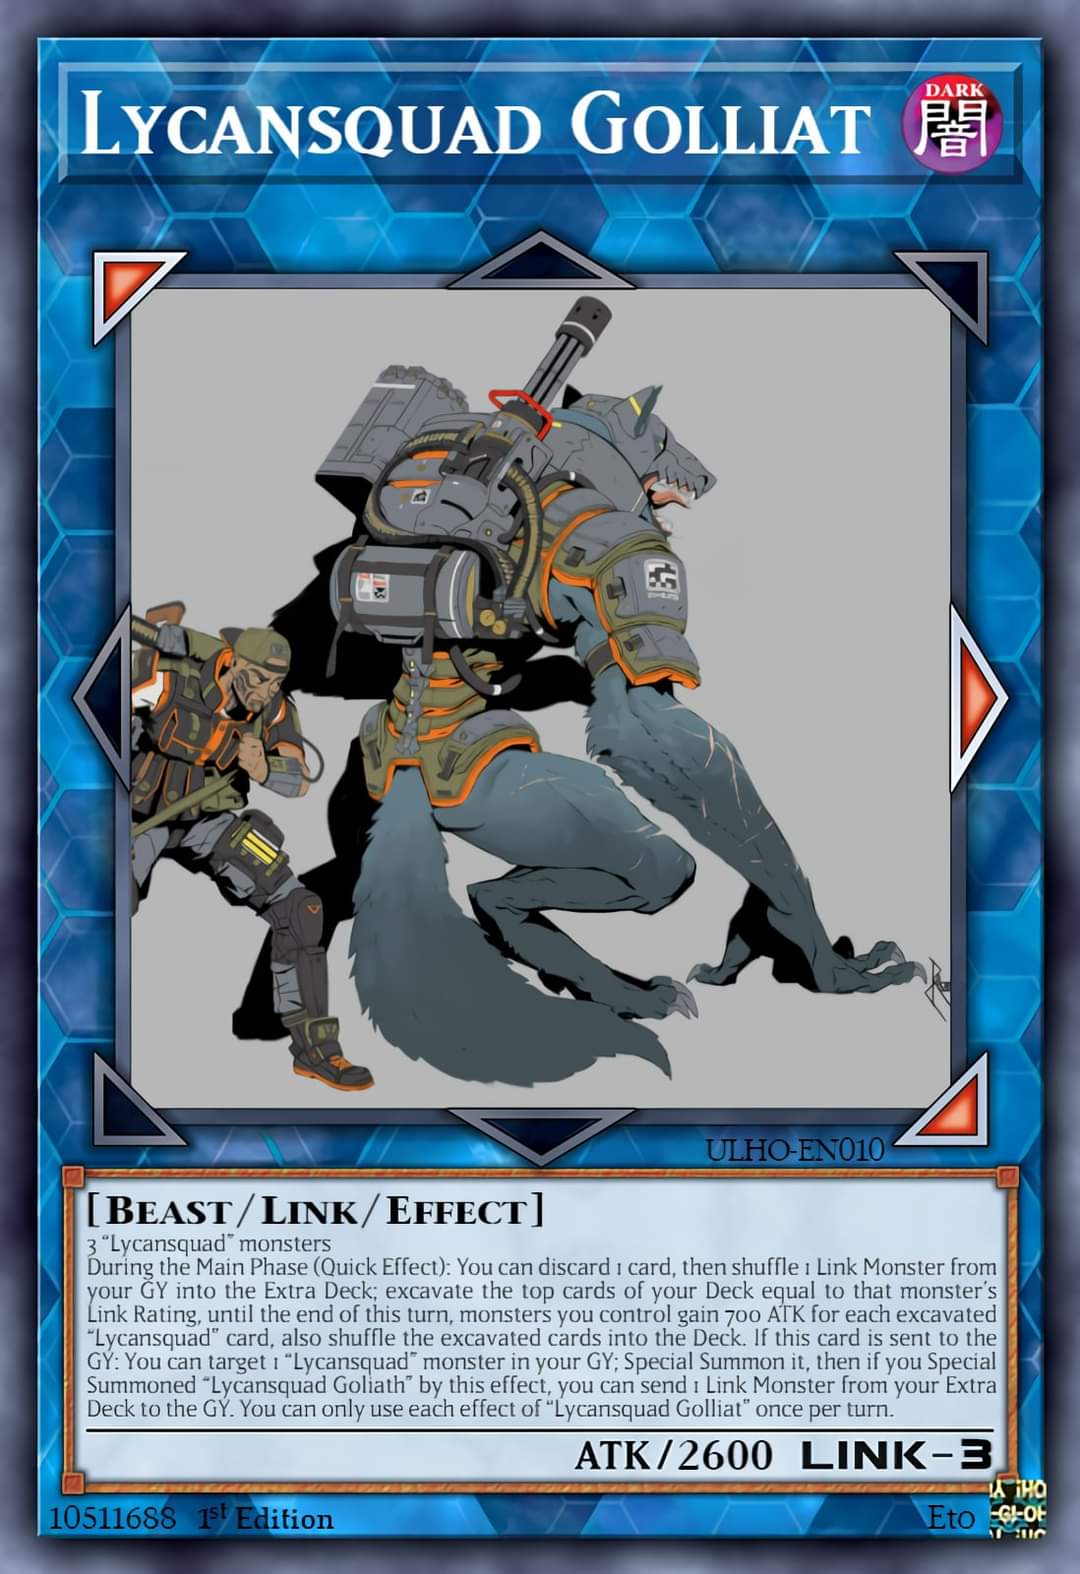 Lycansquad Golliat
DARK
闇
ULHO-EN010
[Beast/Link/Effect]
3 “Lycansquad” monsters
During the Main Phase (Quick Effect): You can discard 1 card, then shuffle 1 Link Monster from
your GY into the Extra Deck; excavate the top cards of your Deck equal to that monster’s
Link Rating, until the end of this turn, monsters you control gain 700 ATK for each excavated
“Lycansquad” card, also shuffle the excavated cards into the Deck. If this card is sent to the
GY: You can target 1 “Lycansquad” monster in your GY; Special Summon it, then if you Special
Summoned “Lycansquad Goliath” by this effect, you can send 1 Link Monster from your Extra
Deck to the GY. You can only use each effect of “Lycansquad Golliat” once per turn.
ATK/2600 LINK-3
10511688 1st Edition Eto